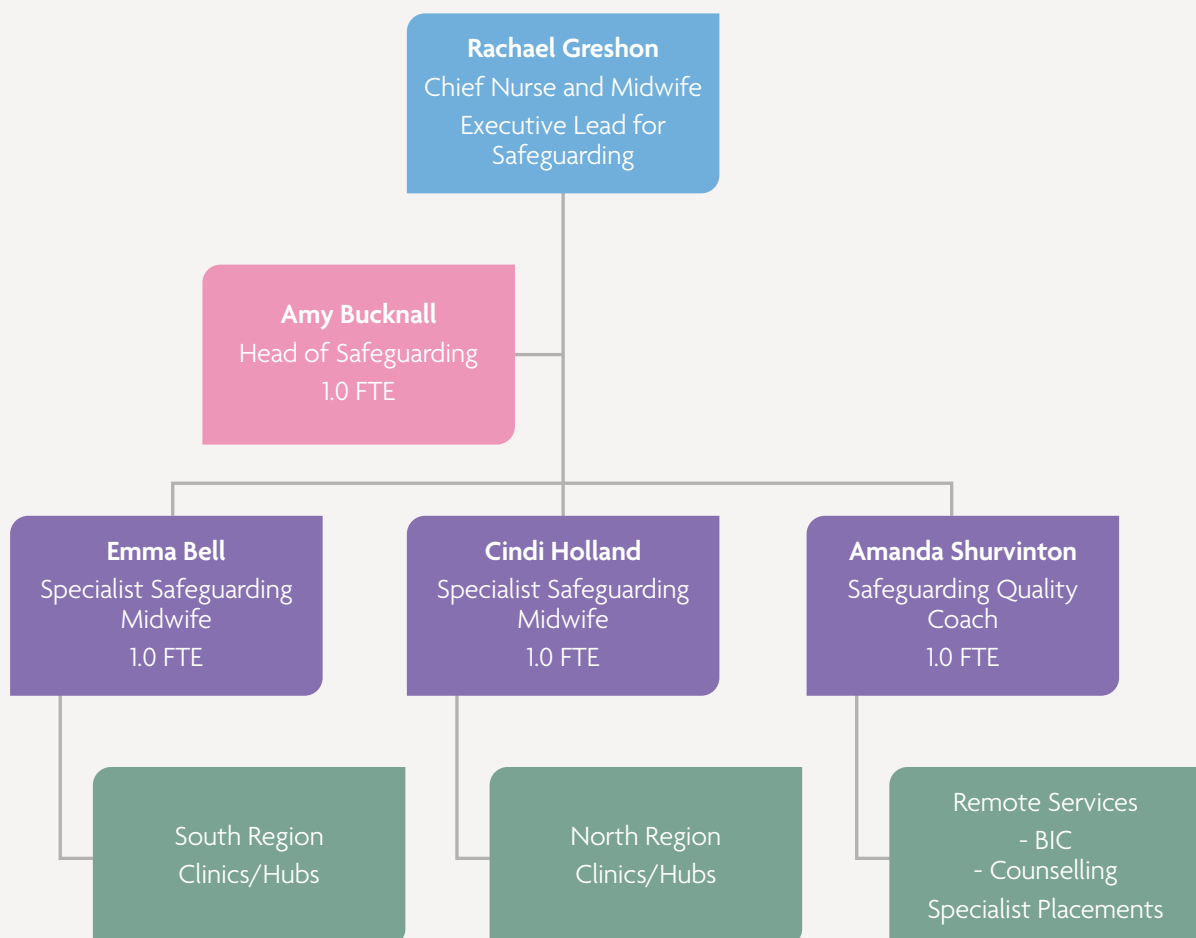 Rachael Greshon
Chief Nurse and Midwife
Executive Lead for
Safeguarding
Amy Bucknall
Head of Safeguarding
1.0 FTE
Emma Bell
Specialist Safeguarding
Midwife
1.0 FTE
Cindi Holland
Specialist Safeguarding
Midwife
1.0 FTE
Amanda Shurvinton
Safeguarding Quality
Coach
1.0 FTE
South Region
Clinics/Hubs
North Region
Clinics/Hubs
Remote Services
- BIC
- Counselling
Specialist Placements